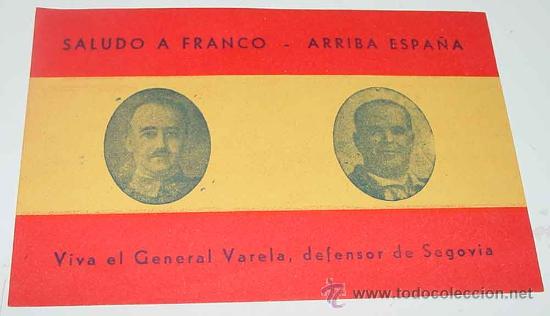 SALUDO A FRANCO - ARRIBA ESPAÑA
Viva el General Varela, defensor de Segovia
www.todocoleccion.net